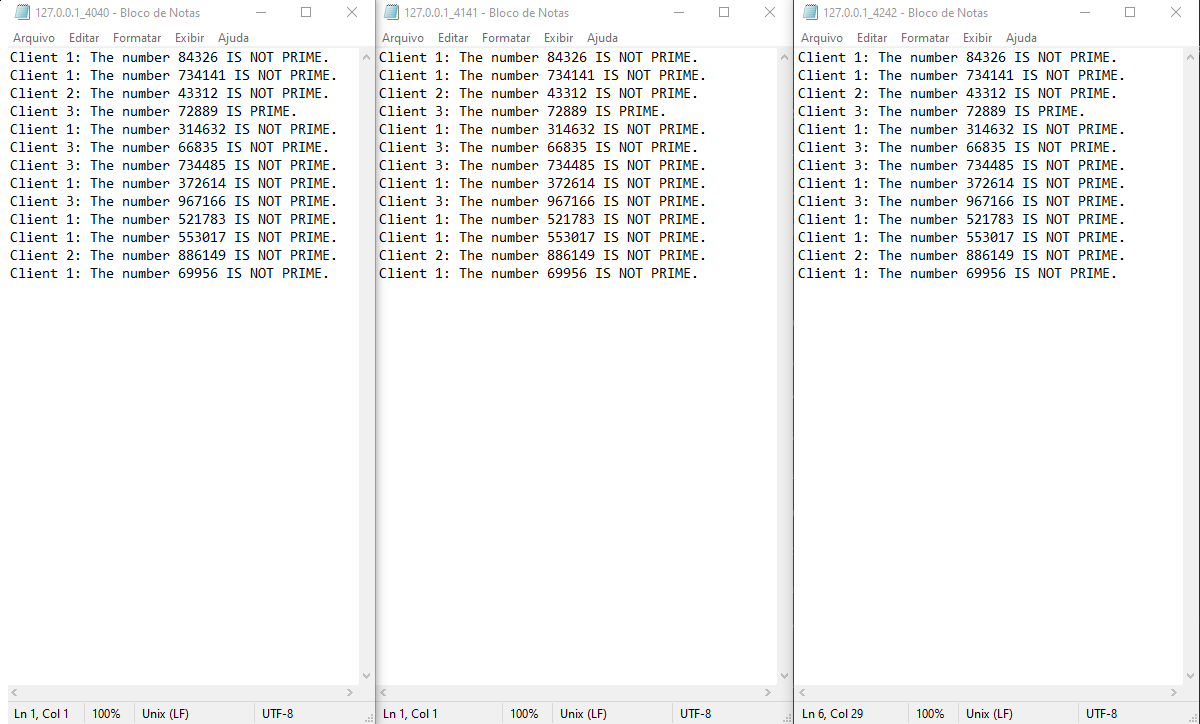 127.0.0.1_4040 - Bloco de Notas
Arquivo Editar Formatar Exibir Ajuda
Client 1: The number 84326 IS NOT PRIME.
Client 1: The number 734141 IS NOT PRIME.
Client 2: The number 43312 IS NOT PRIME.
Client 3: The number 72889 IS PRIME.
Client 1: The number 314632 IS NOT PRIME.
Client 3: The number 66835 IS NOT PRIME.
Client 3: The number 734485 IS NOT PRIME.
Client 1: The number 372614 IS NOT PRIME.
Client 3: The number 967166 IS NOT PRIME.
Client 1: The number 521783 IS NOT PRIME.
Client 1: The number 553017 IS NOT PRIME.
Client 2: The number 886149 IS NOT PRIME.
Client 1: The number 69956 IS NOT PRIME.
Ln 1, Col 1 100% Unix (LF) UTF-8
127.0.0.1_4141 - Bloco de Notas
Arquivo Editar Formatar Exibir Ajuda
Client 1: The number 84326 IS NOT PRIME.
Client 1: The number 734141 IS NOT PRIME.
Client 2: The number 43312 IS NOT PRIME.
Client 3: The number 72889 IS PRIME.
Client 1: The number 314632 IS NOT PRIME.
Client 3: The number 66835 IS NOT PRIME.
Client 3: The number 734485 IS NOT PRIME.
Client 1: The number 372614 IS NOT PRIME.
Client 3: The number 967166 IS NOT PRIME.
Client 1: The number 521783 IS NOT PRIME.
Client 1: The number 553017 IS NOT PRIME.
Client 2: The number 886149 IS NOT PRIME.
Client 1: The number 69956 IS NOT PRIME.
Ln 1, Col 1 100% Unix (LF) UTF-8
127.0.0.1_4242 - Bloco de Notas
Arquivo Editar Formatar Exibir Ajuda
Client 1: The number 84326 IS NOT PRIME.
Client 1: The number 734141 IS NOT PRIME.
Client 2: The number 43312 IS NOT PRIME.
Client 3: The number 72889 IS PRIME.
Client 1: The number 314632 IS NOT PRIME.
Client 3: The number 66835 IS NOT PRIME.
Client 3: The number 734485 IS NOT PRIME.
Client 1: The number 372614 IS NOT PRIME.
Client 3: The number 967166 IS NOT PRIME.
Client 1: The number 521783 IS NOT PRIME.
Client 1: The number 553017 IS NOT PRIME.
Client 2: The number 886149 IS NOT PRIME.
Client 1: The number 69956 IS NOT PRIME.
Ln 6, Col 29 100% Unix (LF) UTF-8